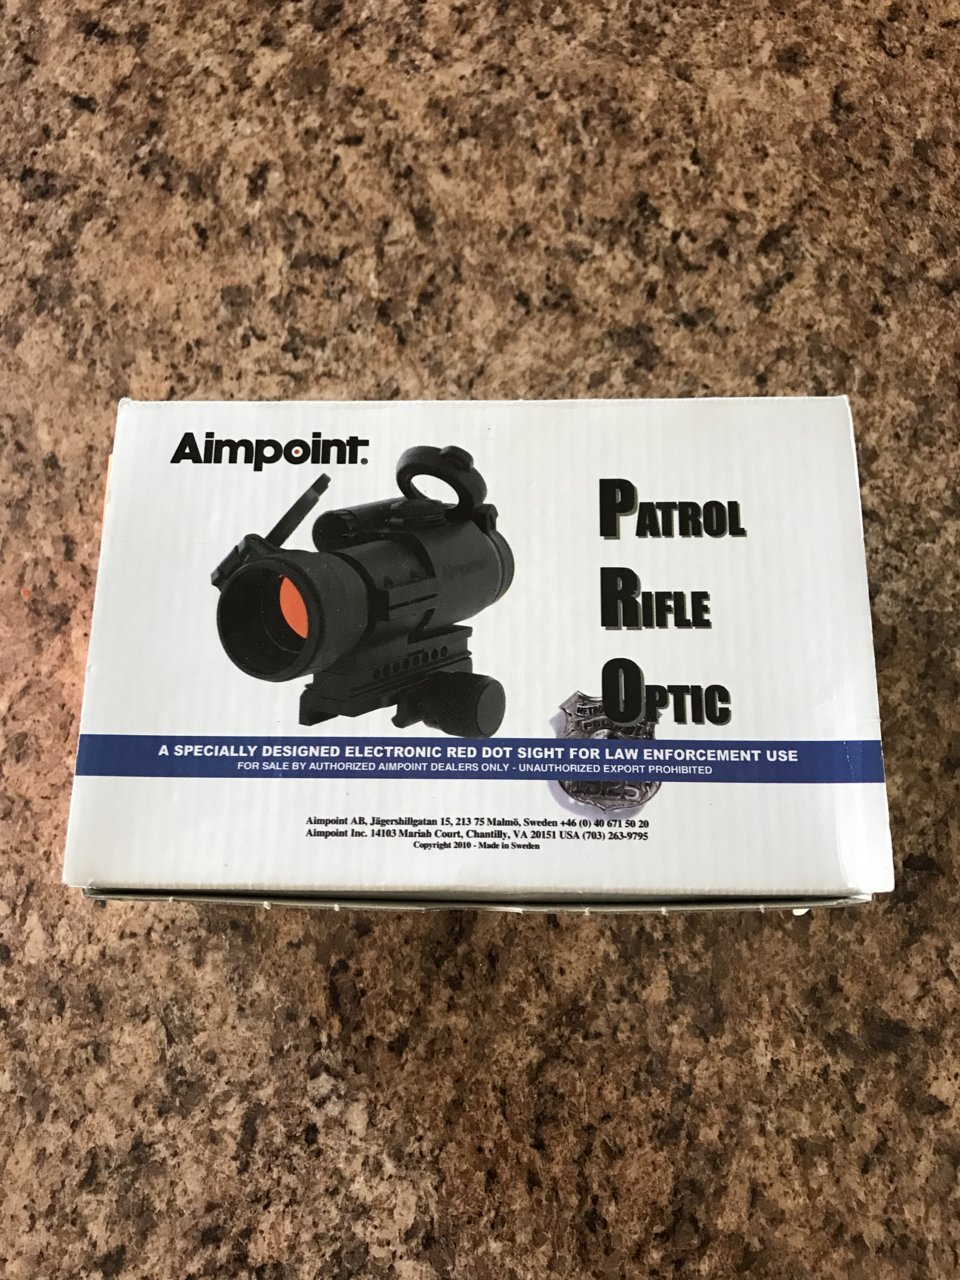 Aimpoint®
PATROL
RIFLE
OPTIC
A SPECIALLY DESIGNED ELECTRONIC RED DOT SIGHT FOR LAW ENFORCEMENT USE
FOR SALE BY AUTHORIZED AIMPOINT DEALERS ONLY - UNAUTHORIZED EXPORT PROHIBITED
Aimpoint AB, Jägershillgatan 15, 213 75 Malmö, Sweden +46 (0) 40 671 50 20
Aimpoint Inc. 14103 Mariah Court, Chantilly, VA 20151 USA (703) 263-9795
Copyright 2010 - Made in Sweden